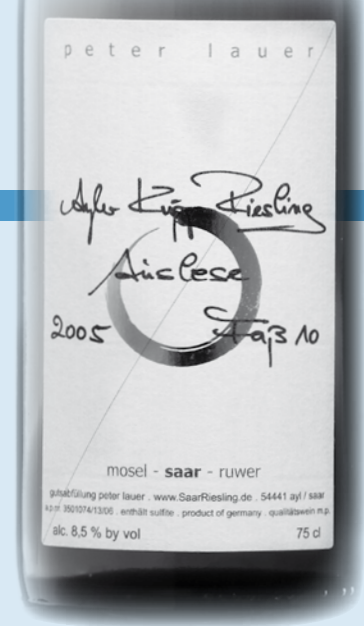 peter lauer
Ayler Kupp Riesling
Auslese
2005 Faß 10
mosel - saar - ruwer
gutsabfüllung peter lauer . www.SaarRiesling.de . 54441 ayl / saar
a.p.nr. 3501074/13/06 . enthält sulfite . product of germany . qualitätswein m.p.
alc. 8,5 % by vol 75 cl